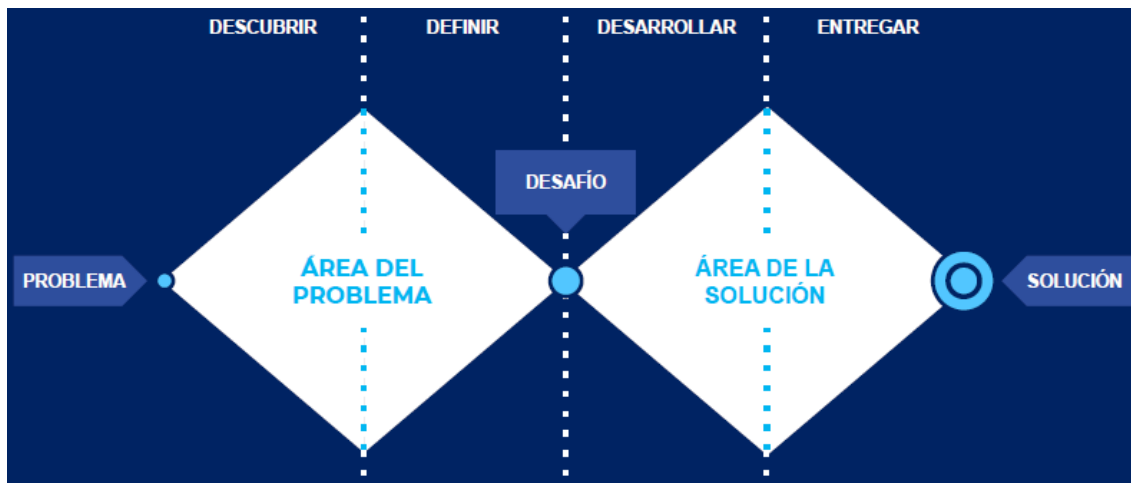 DESCUBRIR
DEFINIR
DESARROLLAR
ENTREGAR
DESAFÍO
PROBLEMA
ÁREA DEL
PROBLEMA
ÁREA DE LA
SOLUCIÓN
SOLUCIÓN